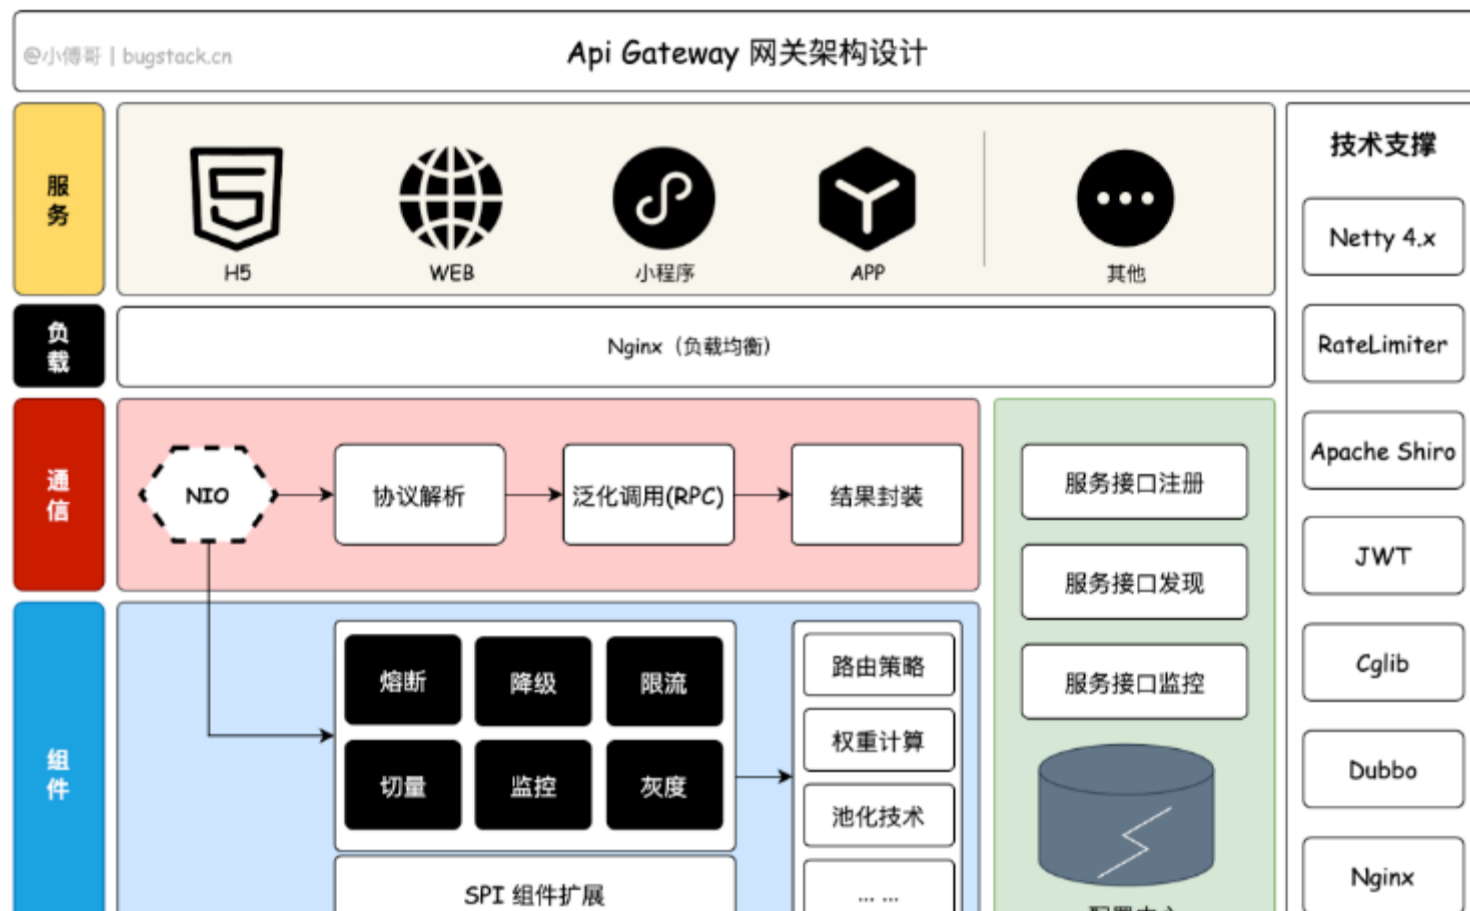 @小傅哥 | bugstack.cn
Api Gateway 网关架构设计
服
务
H5
WEB
小程序
APP
其他
负
载
Nginx（负载均衡）
通
信
NIO
协议解析
泛化调用(RPC)
结果封装
组
件
熔断
降级
限流
切量
监控
灰度
SPI 组件扩展
路由策略
权重计算
池化技术
... ...
服务接口注册
服务接口发现
服务接口监控
技术支撑
Netty 4.x
RateLimiter
Apache Shiro
JWT
Cglib
Dubbo
Nginx